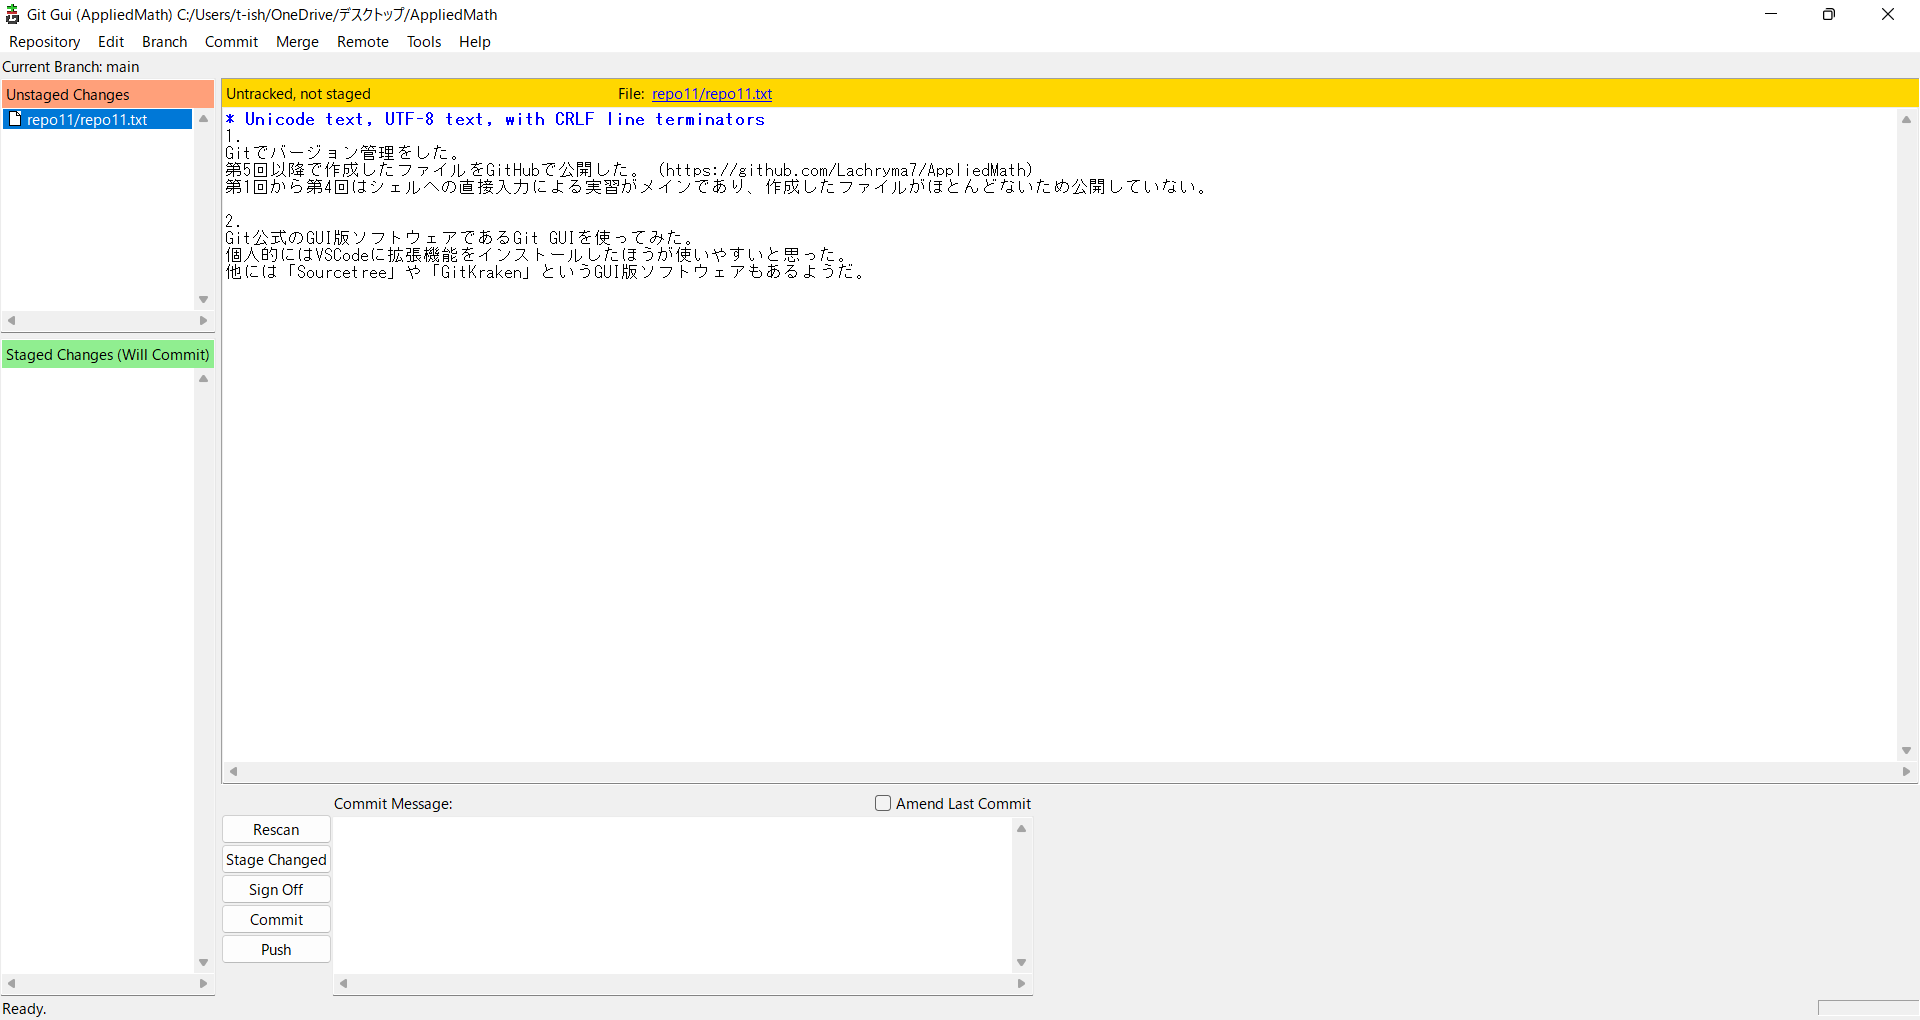 Git Gui (AppliedMath) C:/Users/t-ish/OneDrive/デスクトップ/AppliedMath
Repository Edit Branch Commit Merge Remote Tools Help
Current Branch: main
Unstaged Changes
repo11/repo11.txt
Untracked, not staged File: repo11/repo11.txt
* Unicode text, UTF-8 text, with CRLF line terminators
1.
Gitでバージョン管理をした。
第5回以降で作成したファイルをGitHubで公開した。（https://github.com/Lachryma7/AppliedMath）
第1回から第4回はシェルへの直接入力による実習がメインであり、作成したファイルがほとんどないため公開していない。
2.
Git公式のGUI版ソフトウェアであるGit GUIを使ってみた。
個人的にはVSCodeに拡張機能をインストールしたほうが使いやすいと思った。
他には「Sourcetree」や「GitKraken」というGUI版ソフトウェアもあるようだ。
Staged Changes (Will Commit)
Commit Message: Amend Last Commit
Rescan
Stage Changed
Sign Off
Commit
Push
Ready.